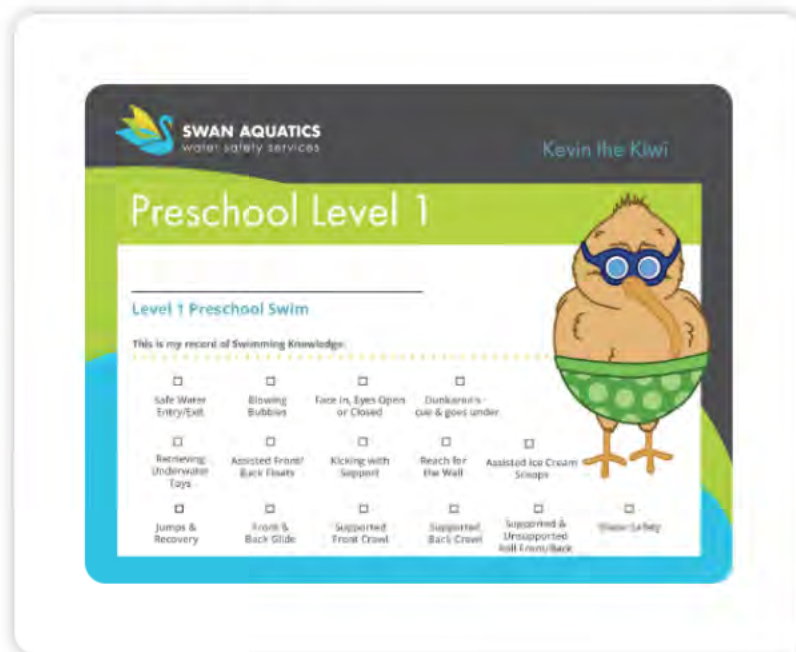 SWAN AQUATICS
water safety services
Kevin the Kiwi
Preschool Level 1
Level 1 Preschool Swim
This is my record of Swimming Knowledge:
Safe Water
Entry/Exit
Blowing
Bubbles
Face in, Eyes Open
or Closed
Dunkaroo's -
cue & goes under
Retrieving
Underwater
Toys
Assisted Front/
Back Floats
Kicking with
Support
Reach for
the Wall
Assisted Ice Cream
Scoops
Jumps &
Recovery
Front &
Back Glide
Supported
Front Crawl
Supported
Back Crawl
Supported &
Unsupported
Roll Front/Back
Water Safety